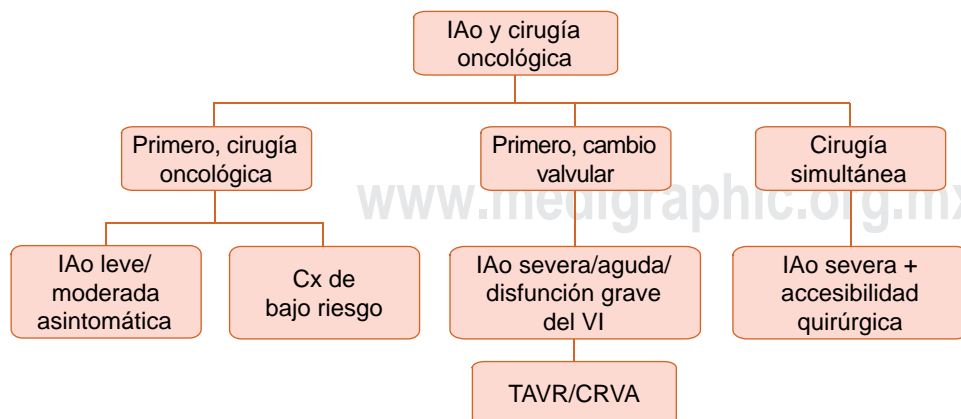 IAo y cirugía
oncológica
Primero, cirugía
oncológica
Primero, cambio
valvular
Cirugía
simultánea
www.medigraphic.org.mx
IAo leve/
moderada
asintomática
Cx de
bajo riesgo
IAo severa/aguda/
disfunción grave
del VI
IAo severa +
accesibilidad
quirúrgica
TAVR/CRVA